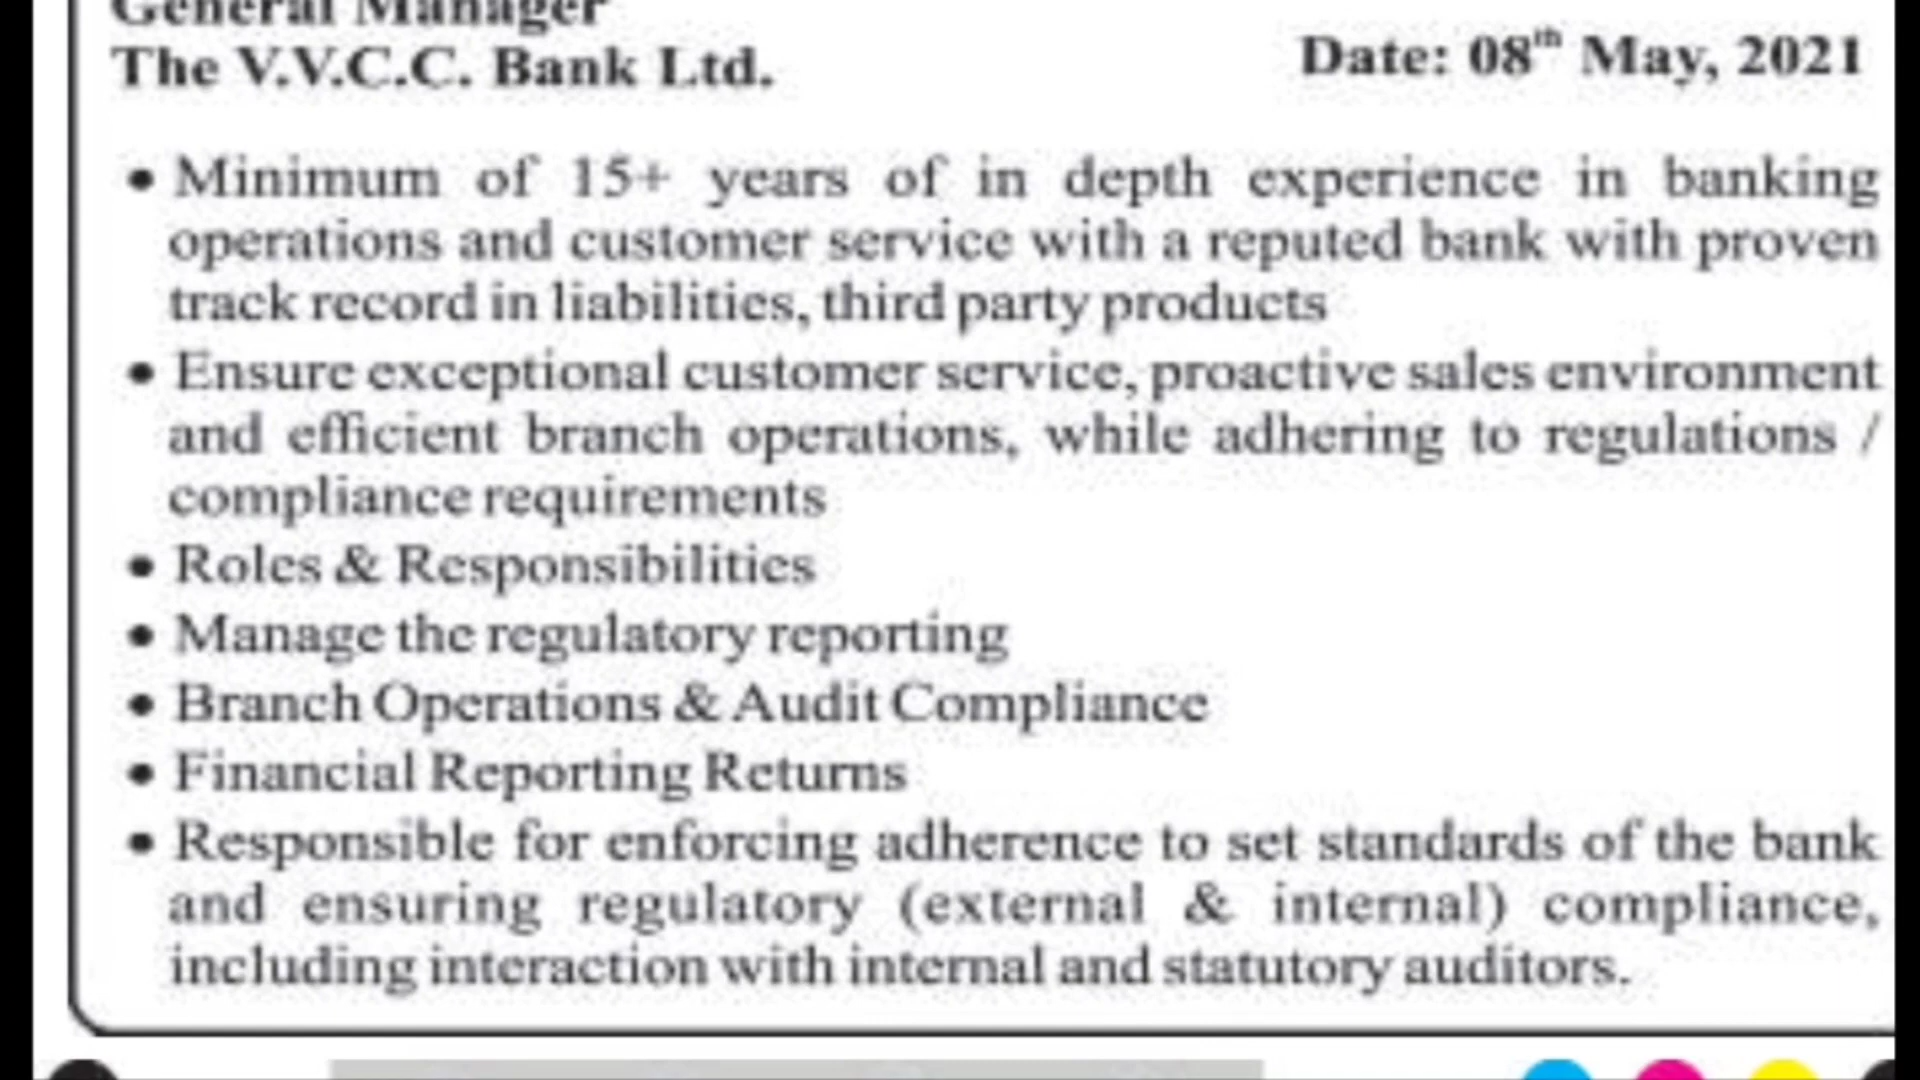 General Manager
The V.V.C.C. Bank Ltd.
Date: 08th May, 2021
• Minimum of 15+ years of in depth experience in banking
operations and customer service with a reputed bank with proven
track record in liabilities, third party products
• Ensure exceptional customer service, proactive sales environment
and efficient branch operations, while adhering to regulations /
compliance requirements
• Roles & Responsibilities
• Manage the regulatory reporting
• Branch Operations & Audit Compliance
• Financial Reporting Returns
• Responsible for enforcing adherence to set standards of the bank
and ensuring regulatory (external & internal) compliance,
including interaction with internal and statutory auditors.